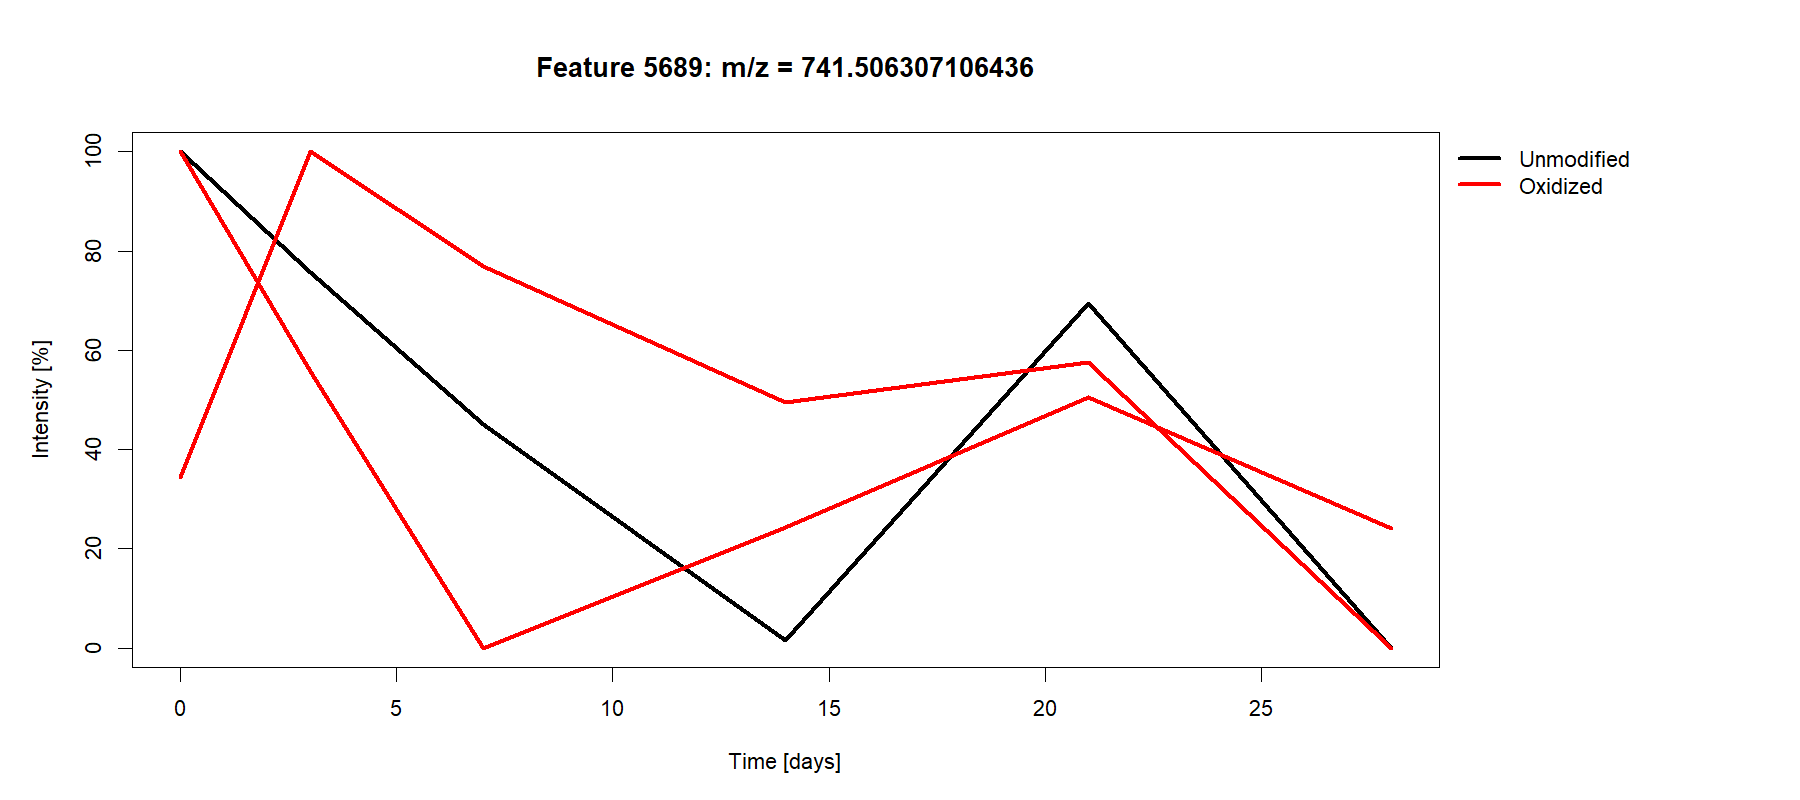 Feature 5689: m/z = 741.506307106436
Unmodified
Oxidized
Intensity [%]
100
80
60
40
20
0
0 5 10 15 20 25
Time [days]